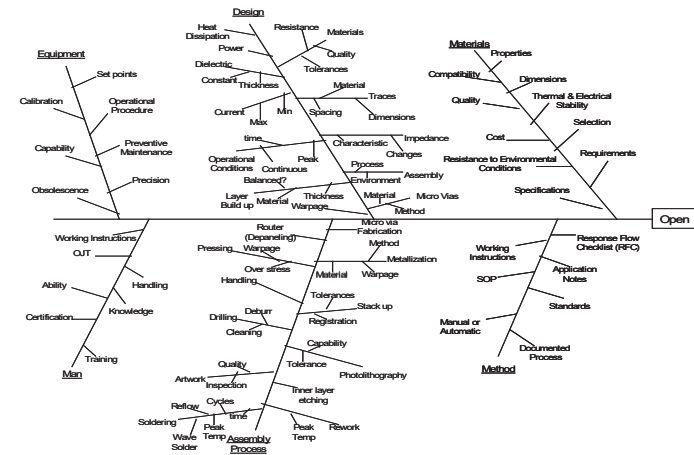 Design
Heat
Dissipation
Resistance
Materials
Power
Quality
Tolerances
Dielectric
Constant
Thickness
Material
Traces
Dimensions
Spacing
Current
Max
Min
time
Characteristic
Impedance
Changes
Operational
Conditions
Continuous
Peak
Process
Assembly
Environment
Balanced?
Layer
Build up
Material
Thickness
Warpage
Material
Micro Vias
Method
Equipment
Set points
Calibration
Operational
Procedure
Capability
Preventive
Maintenance
Precision
Obsolescence
Materials
Properties
Compatibility
Dimensions
Quality
Thermal & Electrical
Stability
Cost
Selection
Resistance to Environmental
Conditions
Requirements
Specifications
Open
Working Instructions
OJT
Ability
Handling
Knowledge
Certification
Training
Man
Router
(Depaneling)
Micro via
Fabrication
Pressing
Warpage
Over stress
Method
Metallization
Material
Warpage
Handling
Tolerances
Stack up
Registration
Drilling
Deburr
Cleaning
Capability
Tolerance
Photolithography
Quality
Artwork
Inspection
Inner layer
etching
Reflow
Cycles
time
Soldering
Wave
Solder
Peak
Temp
Peak
Temp
Rework
Assembly
Process
Working
Instructions
Response Flow
Checklist (RFC)
SOP
Application
Notes
Standards
Manual or
Automatic
Documented
Process
Method